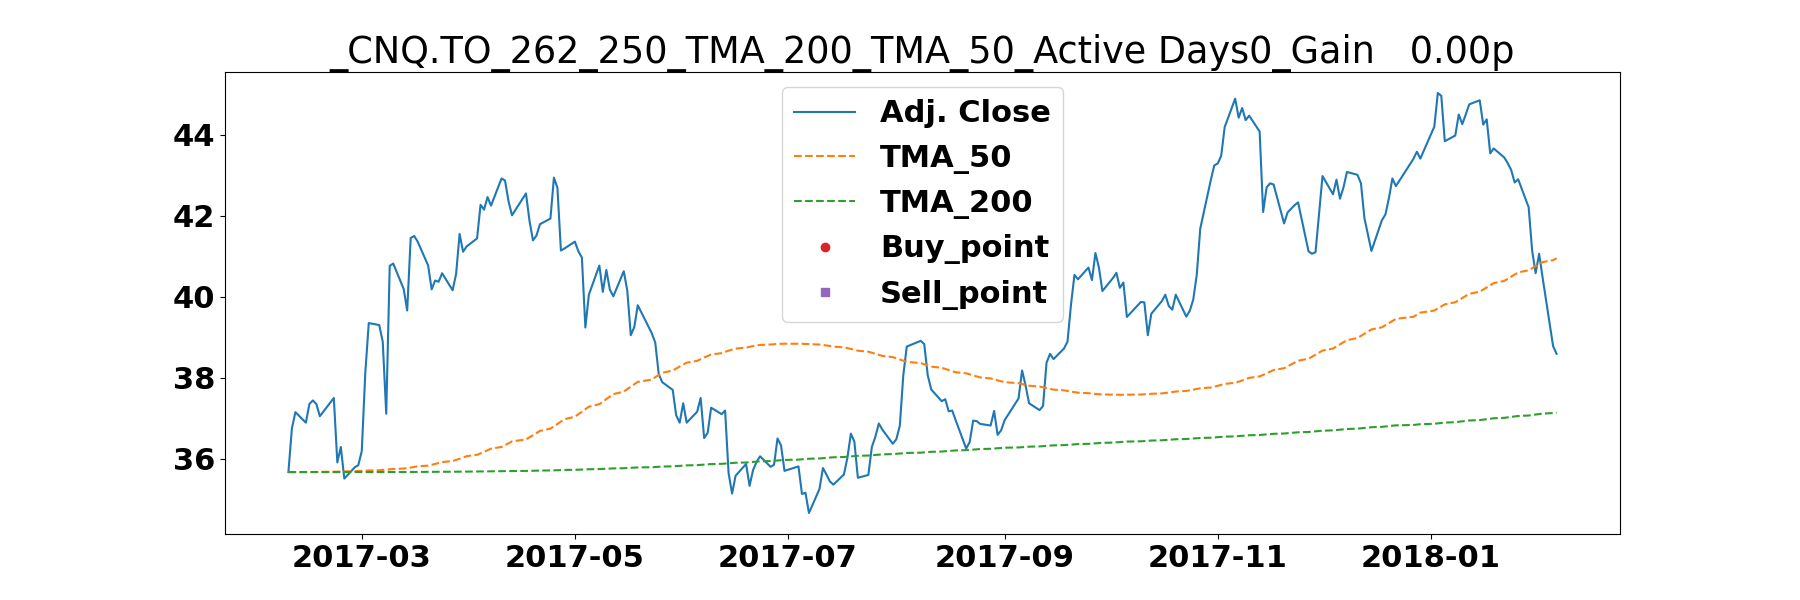 _CNQ.TO_262_250_TMA_200_TMA_50_Active Days0_Gain   0.00p
Adj. Close
TMA_50
TMA_200
Buy_point
Sell_point
44
42
40
38
36
2017-03 2017-05 2017-07 2017-09 2017-11 2018-01